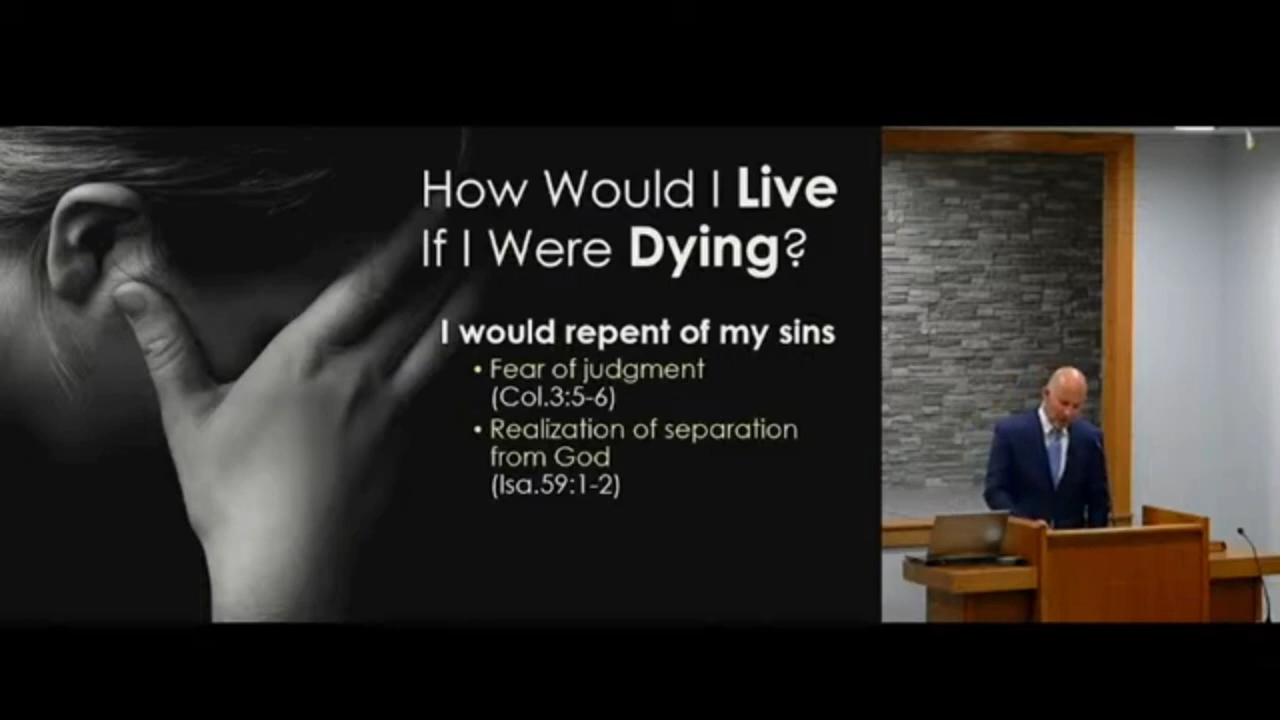 How Would I Live
If I Were Dying?
I would repent of my sins
• Fear of judgment
(Col.3:5-6)
• Realization of separation
from God
(Isa.59:1-2)